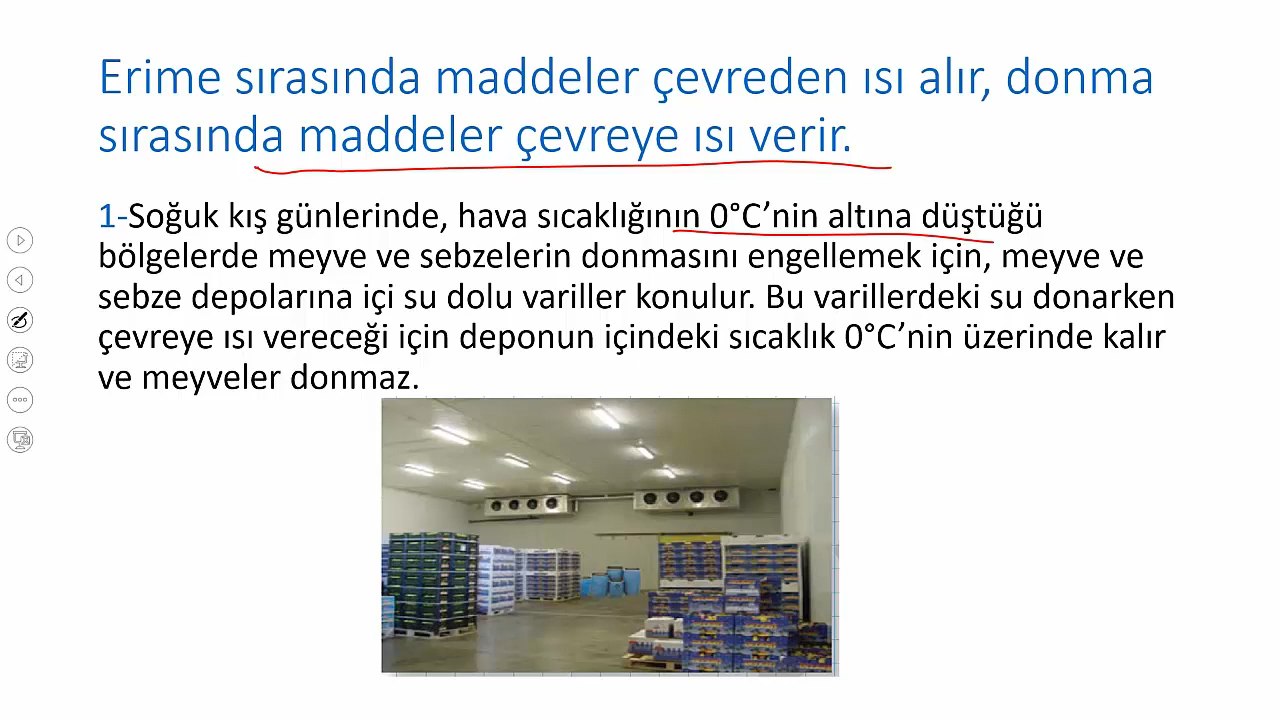 Erime sırasında maddeler çevreden ısı alır, donma
sırasında maddeler çevreye ısı verir.
1-Soğuk kış günlerinde, hava sıcaklığının 0°C’nin altına düştüğü
bölgelerde meyve ve sebzelerin donmasını engellemek için, meyve ve
sebze depolarına içi su dolu variller konulur. Bu varillerdeki su donarken
çevreye ısı vereceği için deponun içindeki sıcaklık 0°C’nin üzerinde kalır
ve meyveler donmaz.